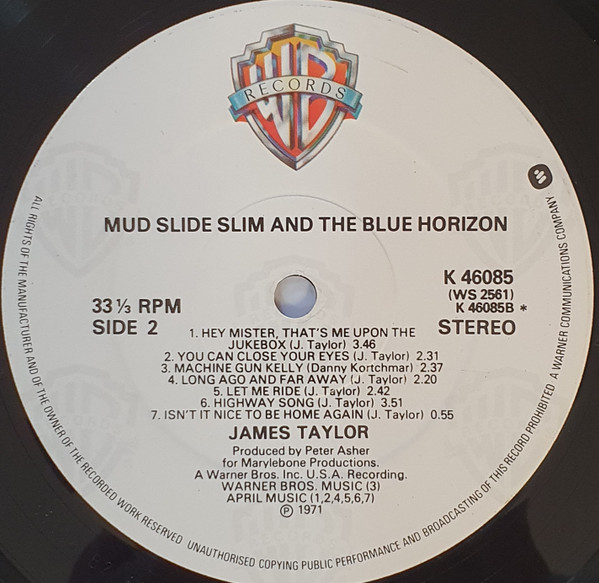 WB
RECORDS
MUD SLIDE SLIM AND THE BLUE HORIZON
33 ⅓ RPM
SIDE 2
K 46085
(WS 2561)
K 46085B *
STEREO
1. HEY MISTER, THAT'S ME UPON THE
JUKEBOX (J. Taylor) 3.46
2. YOU CAN CLOSE YOUR EYES (J. Taylor) 2.31
3. MACHINE GUN KELLY (Danny Kortchmar) 2.37
4. LONG AGO AND FAR AWAY (J. Taylor) 2.20
5. LET ME RIDE (J. Taylor) 2.42
6. HIGHWAY SONG (J. Taylor) 3.51
7. ISN'T IT NICE TO BE HOME AGAIN (J. Taylor) 0.55
JAMES TAYLOR
Produced by Peter Asher
for Marylebone Productions.
A Warner Bros. Inc. U.S.A. Recording.
WARNER BROS. MUSIC (3)
APRIL MUSIC (1,2,4,5,6,7)
Ⓟ 1971
ALL RIGHTS OF THE MANUFACTURER AND OF THE OWNER OF THE RECORDED WORK RESERVED UNAUTHORISED COPYING PUBLIC PERFORMANCE AND BROADCASTING OF THIS RECORD PROHIBITED A WARNER COMMUNICATIONS COMPANY